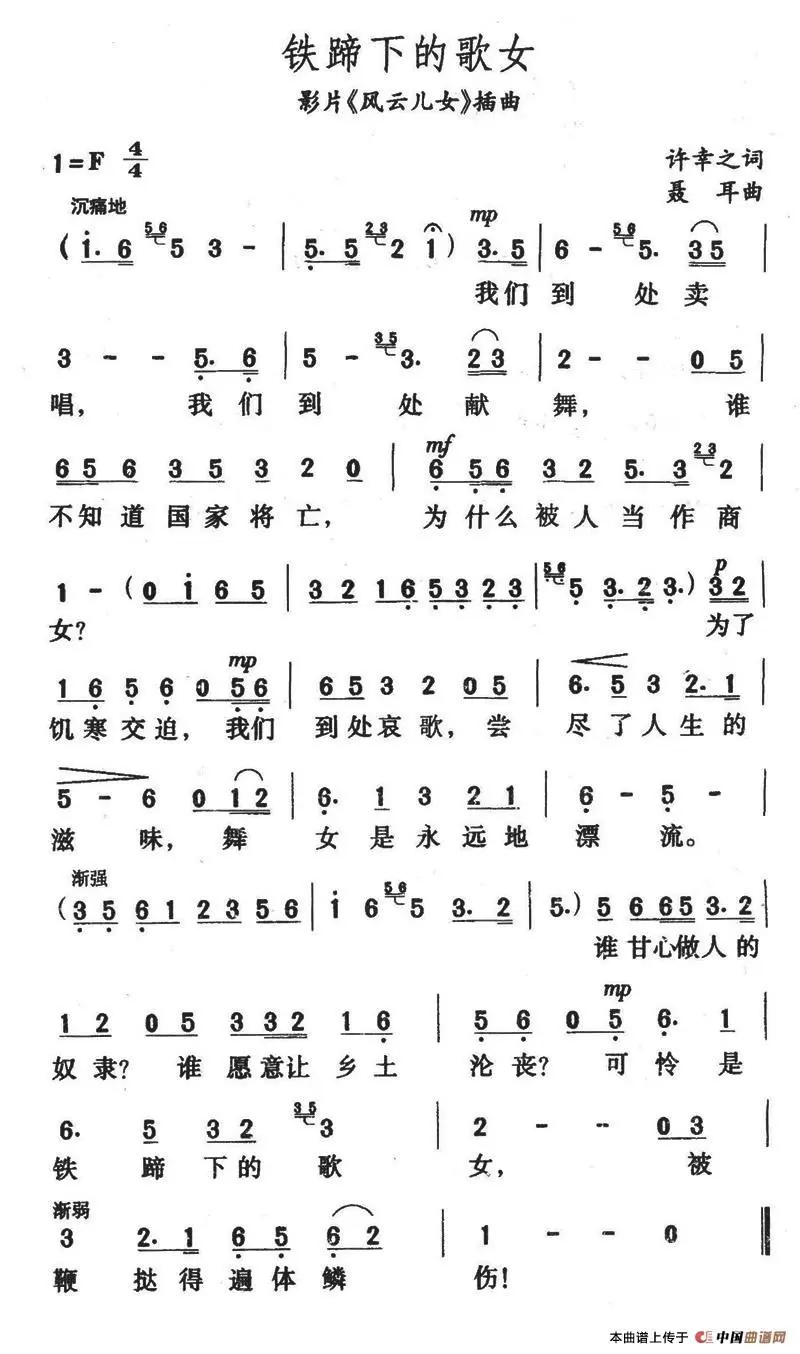 铁蹄下的歌女
影片《风云儿女》插曲
1=F 4/4
许幸之词
聂 耳曲
沉痛地
( i. 6 56 5 3 - | 5. 5 23 2 1 ) mp 3. 5 | 6 - 56 5. 3 5 |
我们到 处卖
3 - - 5. 6 | 5 - 35 3. 2 3 | 2 - - 0 5 |
唱, 我们到 处献 舞, 谁
6 5 6 3 5 3 2 0 | mf 6 5 6 3 2 5. 3 23 2 |
不知道国家将亡, 为什么被人当作商
1 - ( 0 i 6 5 | 3 2 1 6 5 3 2 3 | 56 5 3. 2 3. ) p 3 2 |
女? 为了
1 6 5 6 0 mp 5 6 | 6 5 3 2 0 5 | 6. 5 3 2. 1 |
饥寒交迫, 我们 到处哀歌, 尝 尽了人生的
5 - 6 0 1 2 | 6. 1 3 2 1 | 6 - 5 - |
滋 味, 舞 女是永远地 漂 流。
渐强
( 3 5 6 1 2 3 5 6 | i 6 56 5 3. 2 | 5. ) 5 6 6 5 3. 2 |
谁甘心做人的
1 2 0 5 3 3 2 1 6 | 5 6 0 mp 5 6. 1 |
奴隶? 谁愿意让乡土 沦丧? 可怜是
6. 5 3 2 35 3 | 2 - - 0 3 |
铁 蹄下的歌 女, 被
渐弱
3 2. 1 6 5 6 2 | 1 - - 0 ‖
鞭 挞得遍体鳞 伤!
本曲谱上传于 中国曲谱网